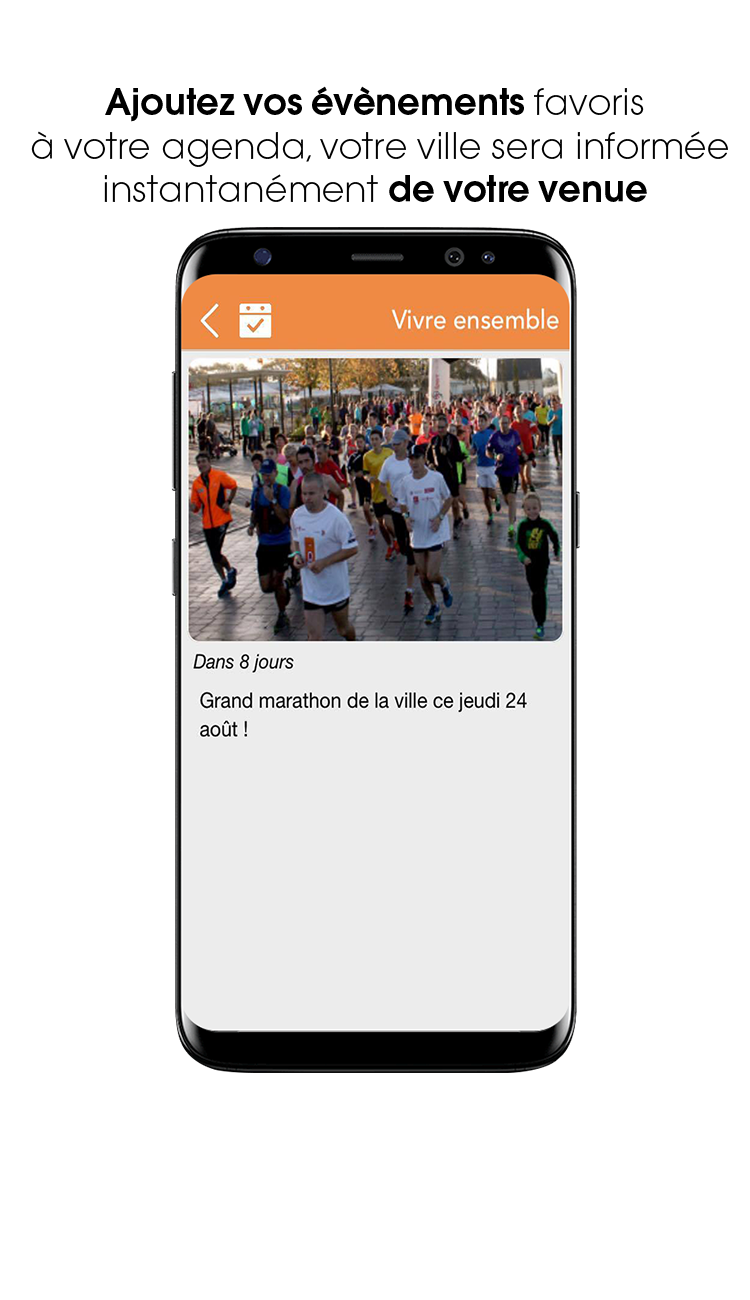 Ajoutez vos évènements favoris
à votre agenda, votre ville sera informée
instantanément de votre venue
Vivre ensemble
Dans 8 jours
Grand marathon de la ville ce jeudi 24
août !